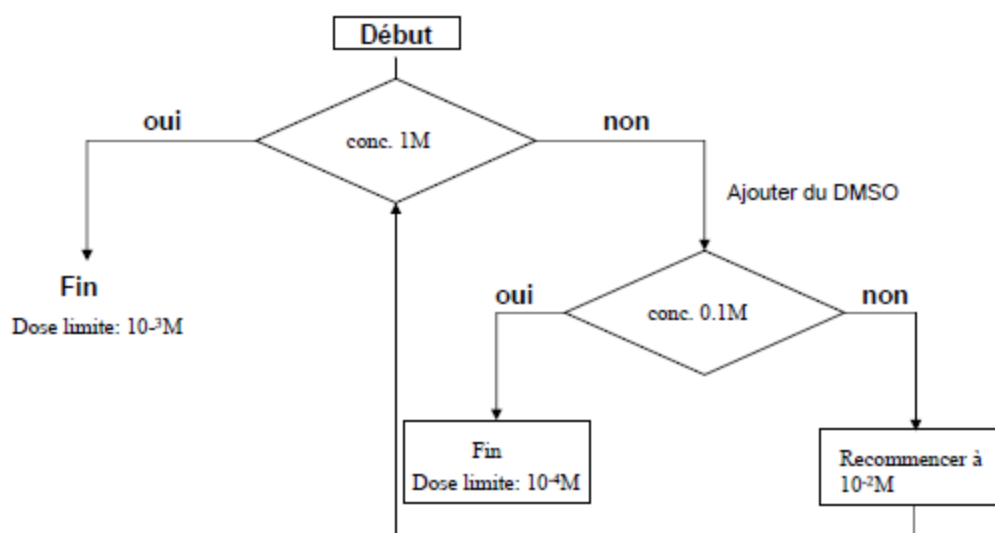 Début
oui
non
conc. 1M
Ajouter du DMSO
Fin
Dose limite: 10-³M
oui
non
conc. 0.1M
Fin
Dose limite: 10-⁴M
Recommencer à
10-²M